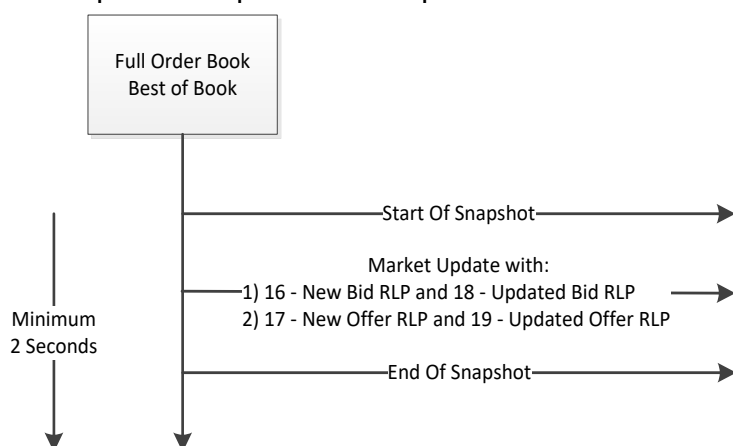 Full Order Book
Best of Book
Start Of Snapshot
Market Update with:
1) 16 - New Bid RLP and 18 - Updated Bid RLP
2) 17 - New Offer RLP and 19 - Updated Offer RLP
Minimum
2 Seconds
End Of Snapshot